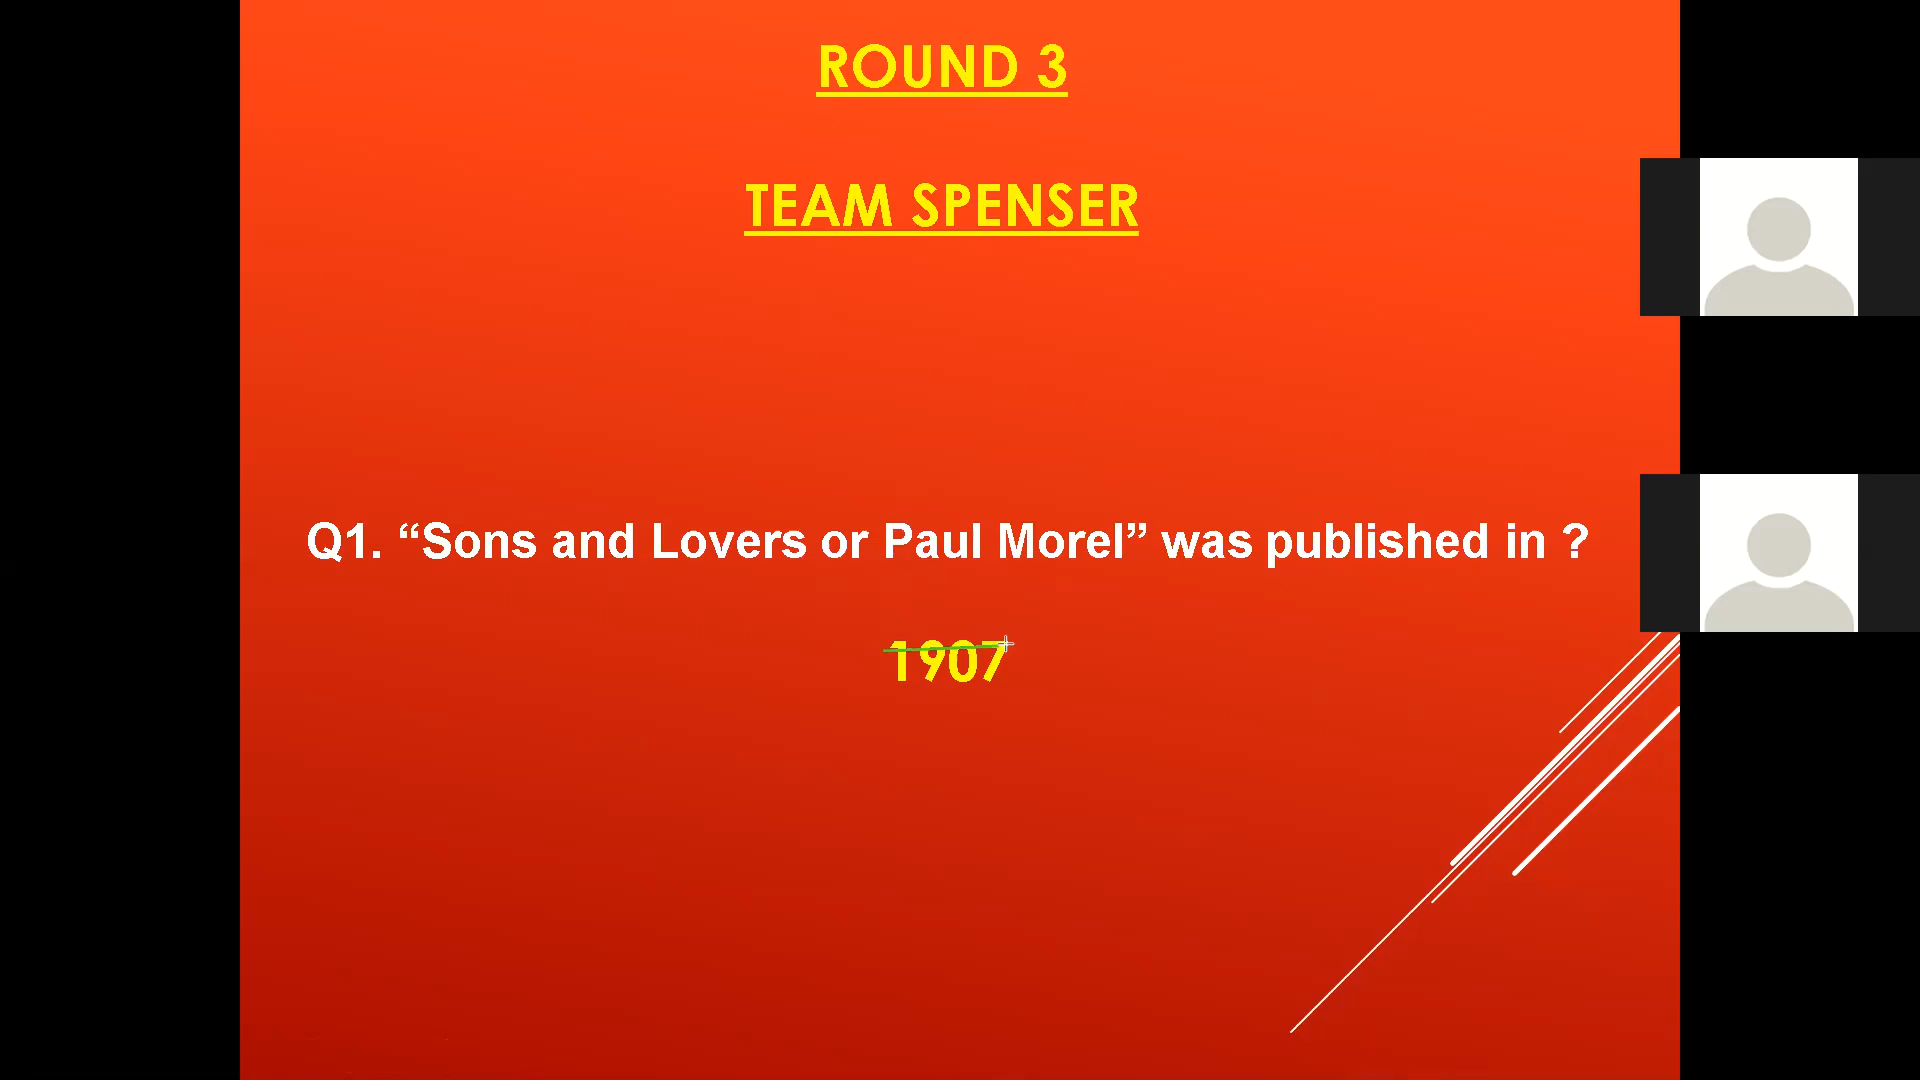 ROUND 3
TEAM SPENSER
Q1. “Sons and Lovers or Paul Morel” was published in ?
1907